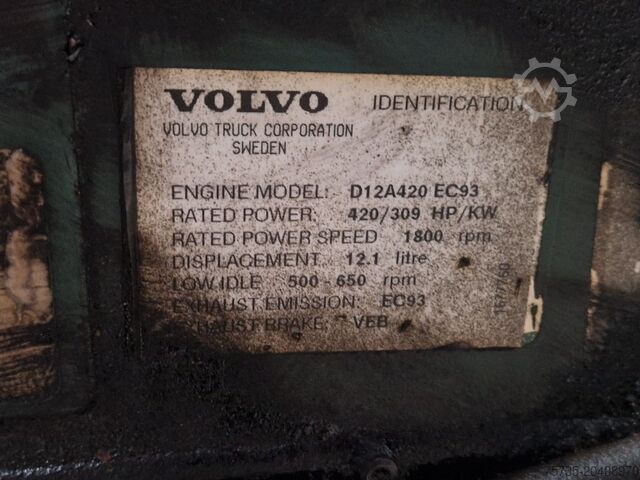 VOLVO IDENTIFICATION
VOLVO TRUCK CORPORATION
SWEDEN
ENGINE MODEL: D12A420 EC93
RATED POWER: 420/309 HP/KW
RATED POWER SPEED 1800 rpm
DISPLACEMENT 12.1 litre
LOW IDLE 500 - 650 rpm
EXHAUST EMISSION: EC93
EXHAUST BRAKE: VEB